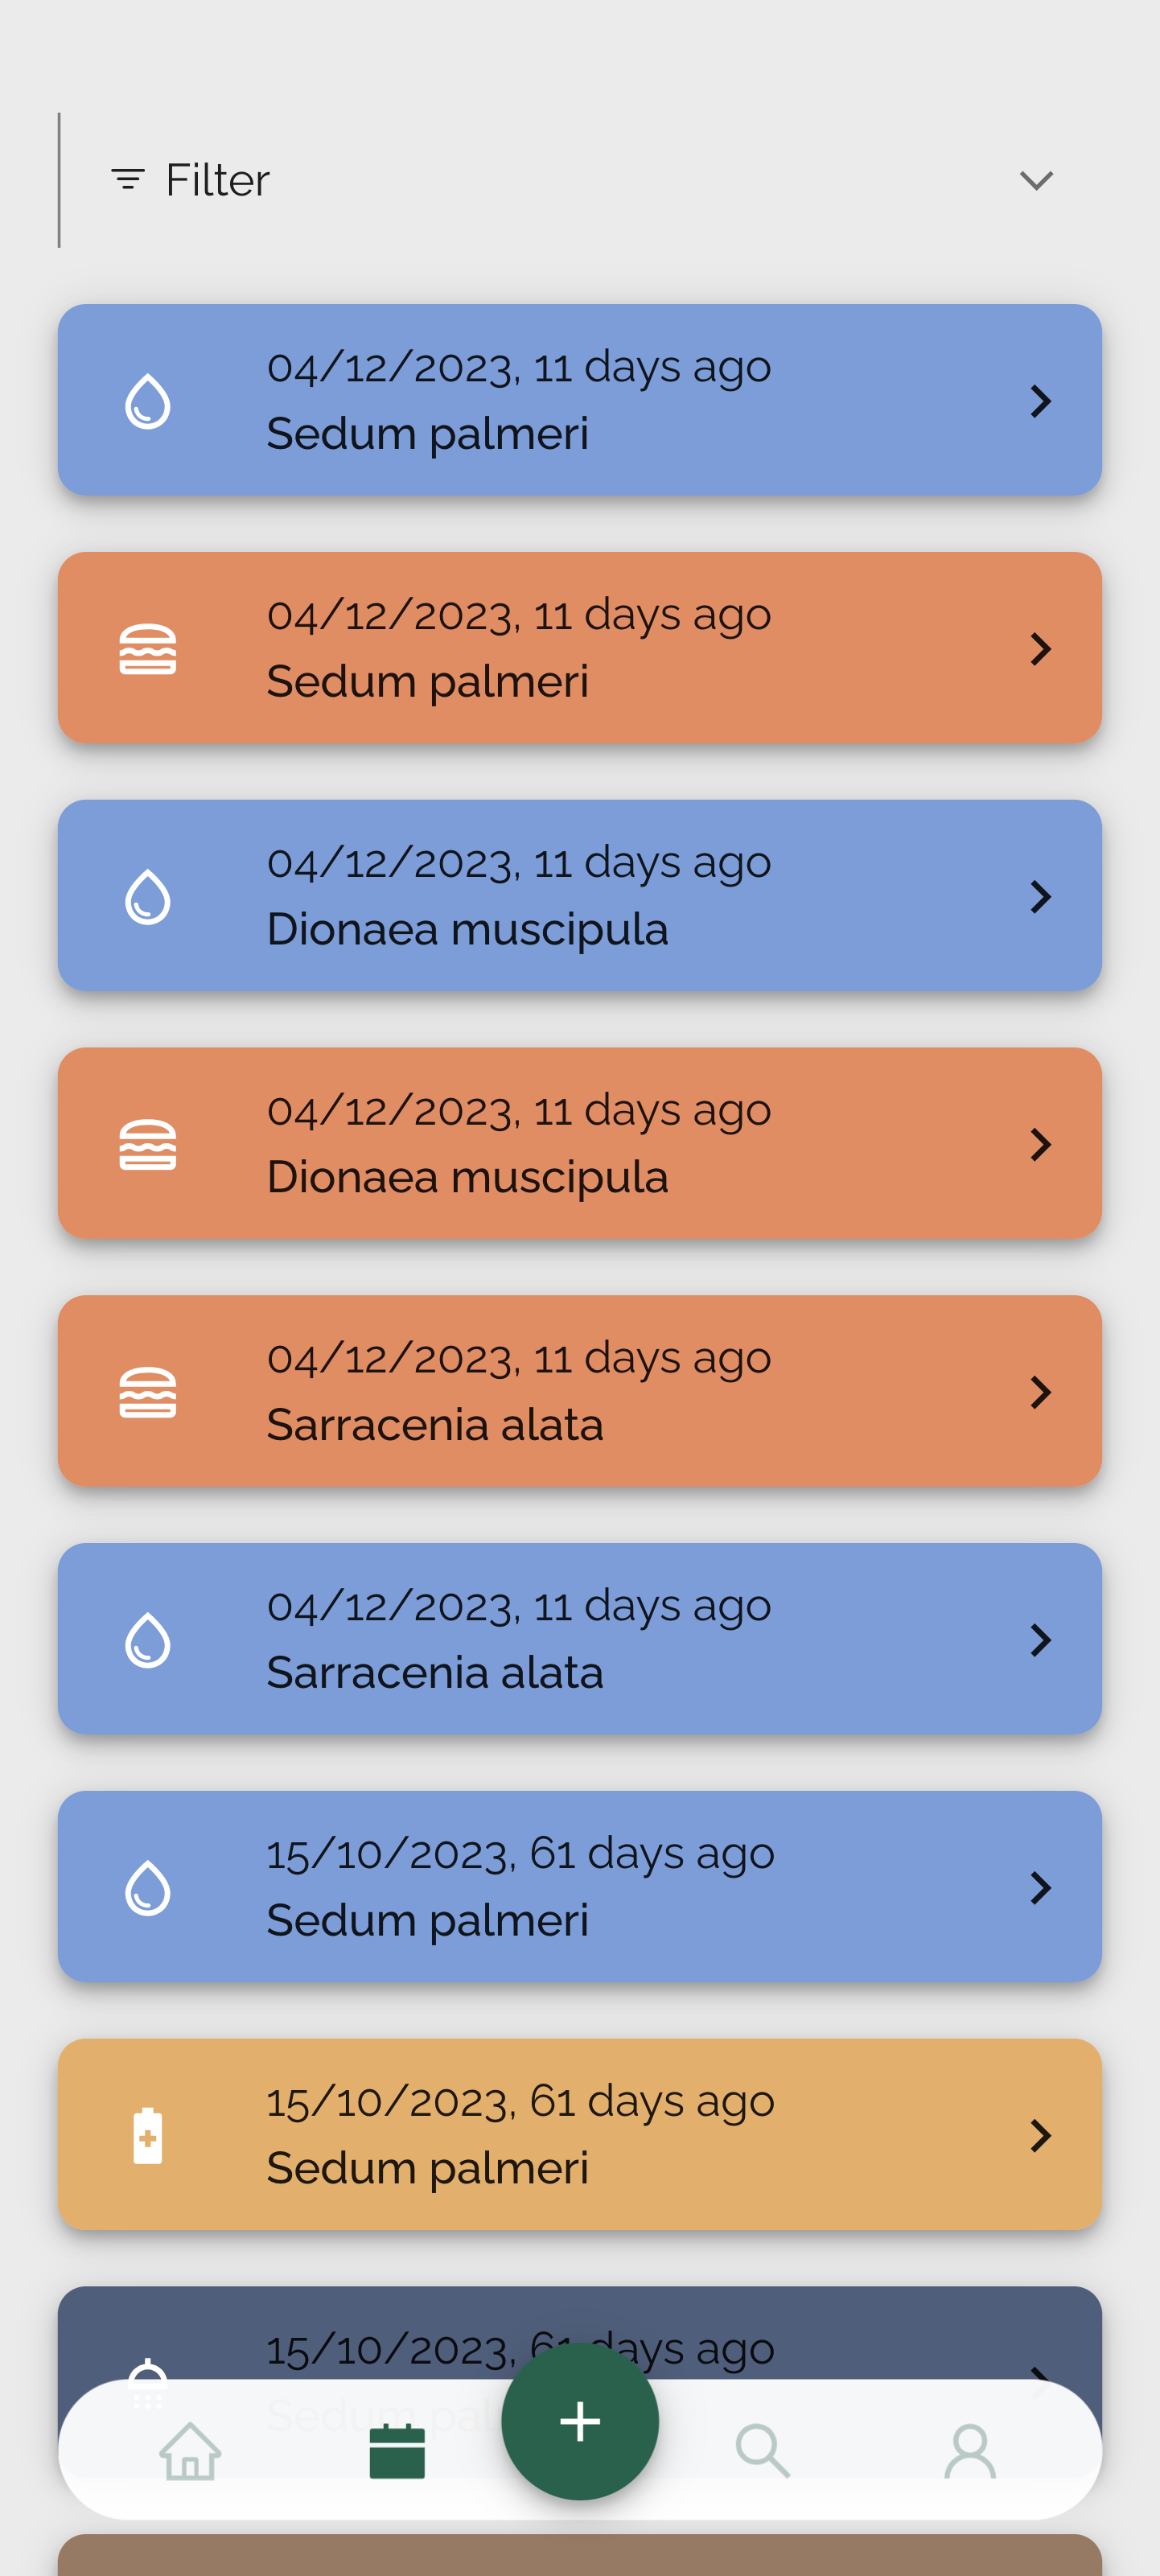 Filter
04/12/2023, 11 days ago
Sedum palmeri
04/12/2023, 11 days ago
Sedum palmeri
04/12/2023, 11 days ago
Dionaea muscipula
04/12/2023, 11 days ago
Dionaea muscipula
04/12/2023, 11 days ago
Sarracenia alata
04/12/2023, 11 days ago
Sarracenia alata
15/10/2023, 61 days ago
Sedum palmeri
15/10/2023, 61 days ago
Sedum palmeri
15/10/2023, 61 days ago
Sedum